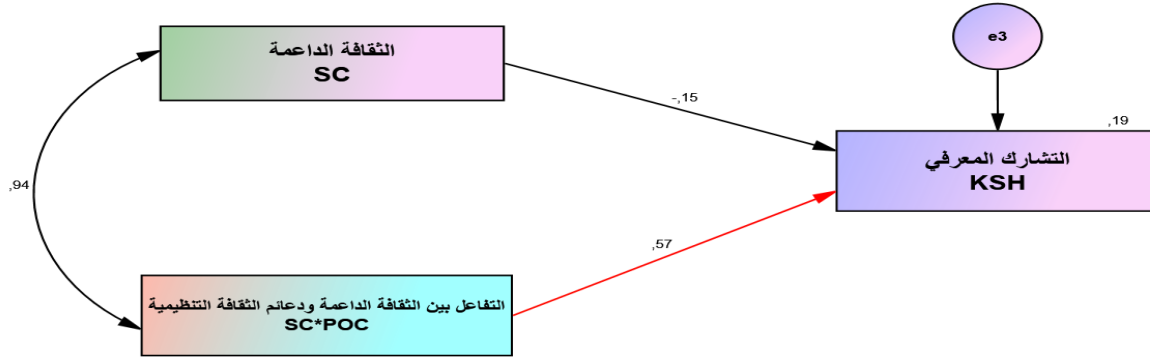 الثقافة الداعمة
SC
e3
-,15
,19
التشارك المعرفي
KSH
,94
,57
التفاعل بين الثقافة الداعمة ودعائم الثقافة التنظيمية
SC*POC